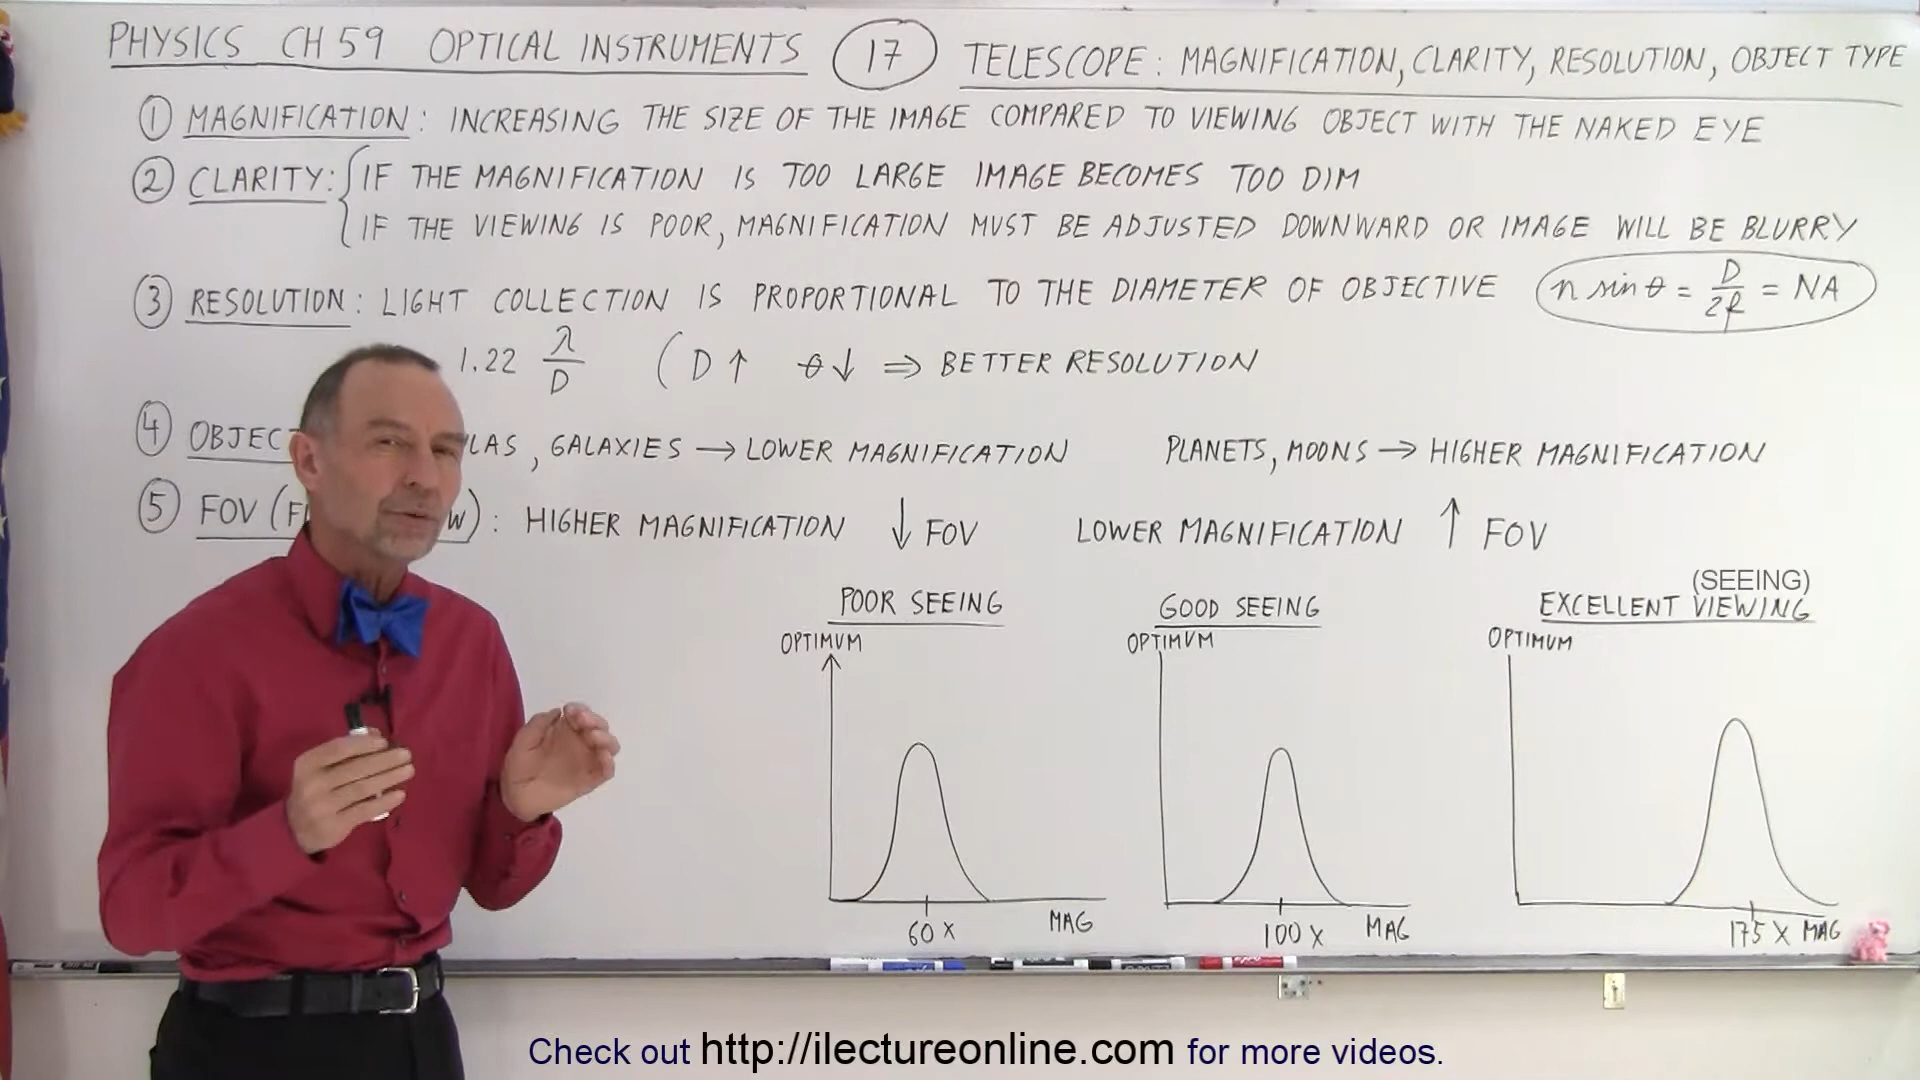 PHYSICS CH 59 OPTICAL INSTRUMENTS 17 TELESCOPE: MAGNIFICATION, CLARITY, RESOLUTION, OBJECT TYPE
① MAGNIFICATION: INCREASING THE SIZE OF THE IMAGE COMPARED TO VIEWING OBJECT WITH THE NAKED EYE
② CLARITY: { IF THE MAGNIFICATION IS TOO LARGE IMAGE BECOMES TOO DIM
IF THE VIEWING IS POOR, MAGNIFICATION MUST BE ADJUSTED DOWNWARD OR IMAGE WILL BE BLURRY
③ RESOLUTION: LIGHT COLLECTION IS PROPORTIONAL TO THE DIAMETER OF OBJECTIVE n sin θ = D/2f = NA
1.22 λ/D ( D ↑ θ ↓ ⇒ BETTER RESOLUTION
④ OBJEC LAS, GALAXIES → LOWER MAGNIFICATION PLANETS, MOONS → HIGHER MAGNIFICATION
⑤ FOV (F W): HIGHER MAGNIFICATION ↓ FOV LOWER MAGNIFICATION ↑ FOV
POOR SEEING GOOD SEEING (SEEING)
EXCELLENT VIEWING
OPTIMUM OPTIMUM OPTIMUM
60 X MAG 100 X MAG 175 X MAG
Check out http://ilectureonline.com for more videos.